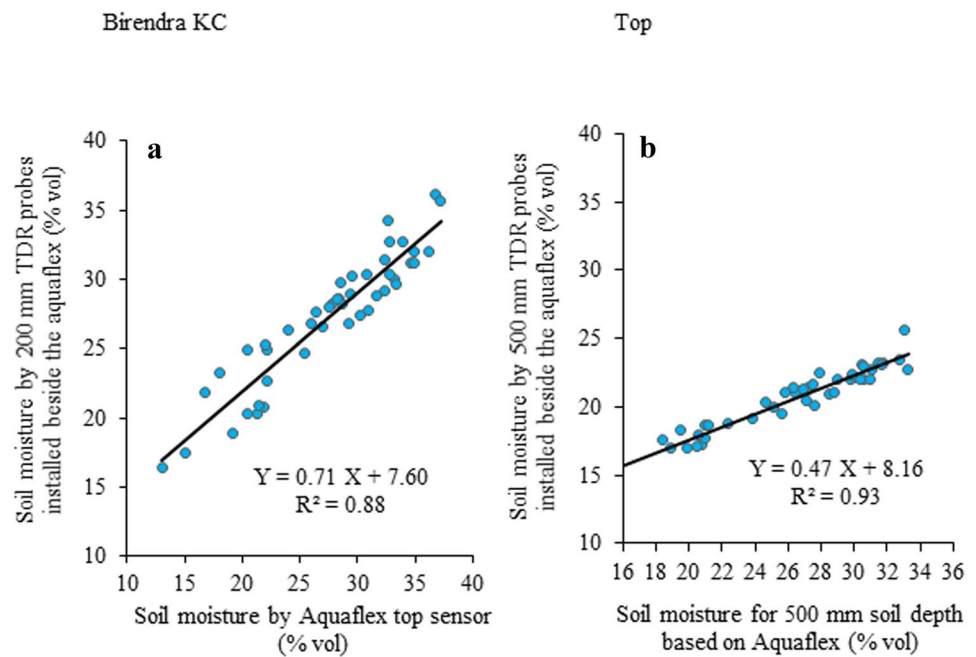 Birendra KC
Top
a
Soil moisture by 200 mm TDR probes
installed beside the aquaflex (% vol)
40
35
30
25
20
15
10
Y = 0.71 X + 7.60
R² = 0.88
10 15 20 25 30 35 40
Soil moisture by Aquaflex top sensor
(% vol)
b
Soil moisture by 500 mm TDR probes
installed beside the aquaflex (% vol)
40
35
30
25
20
15
10
Y = 0.47 X + 8.16
R² = 0.93
16 18 20 22 24 26 28 30 32 34 36
Soil moisture for 500 mm soil depth
based on Aquaflex (% vol)